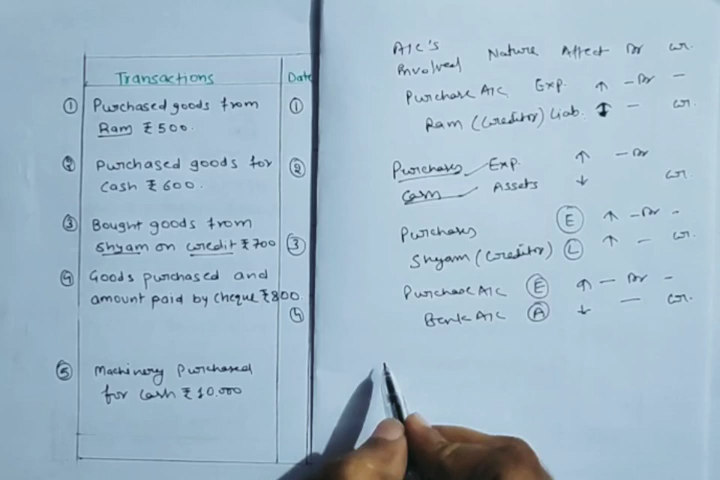 Transactions Date
① Purchased goods from ①
Ram ₹500.
② Purchased goods for ②
Cash ₹600.
③ Bought goods from
Shyam on credit ₹700 ③
④ Goods purchased and
amount paid by cheque ₹800.
④
⑤ Machinery Purchased
for cash ₹10,000
A/C's
Involved Nature Affect Dr Cr.
Purchase A/C Exp. ↑ - Dr -
Ram (Creditor) Liab. ↑ - Cr.
Purchases Exp. ↑ - Dr
Cash Assets ↓ Cr.
Purchases Ⓔ ↑ - Dr -
Shyam (Creditor) Ⓛ ↑ - Cr.
Purchase A/C Ⓔ ↑ - Dr -
Bank A/C Ⓐ ↓ - Cr.